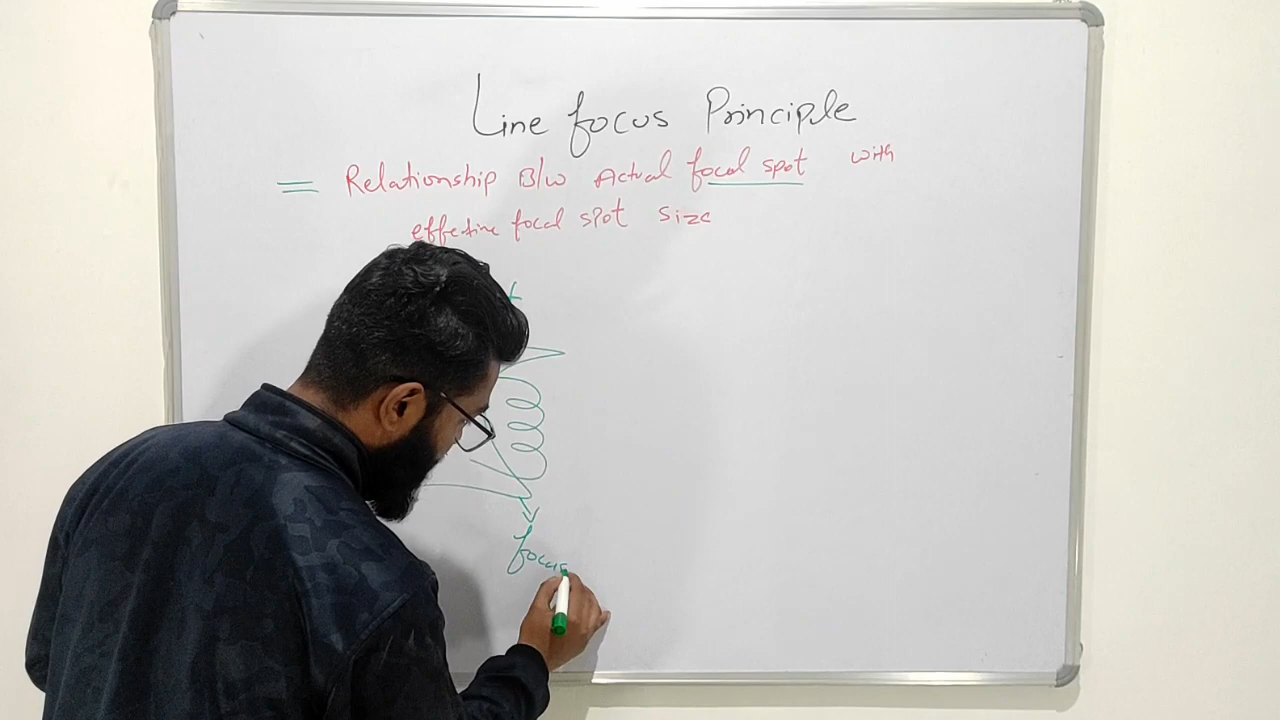 Line focus Principle
= Relationship B/w Actual focal spot with
effective focal spot size
focus